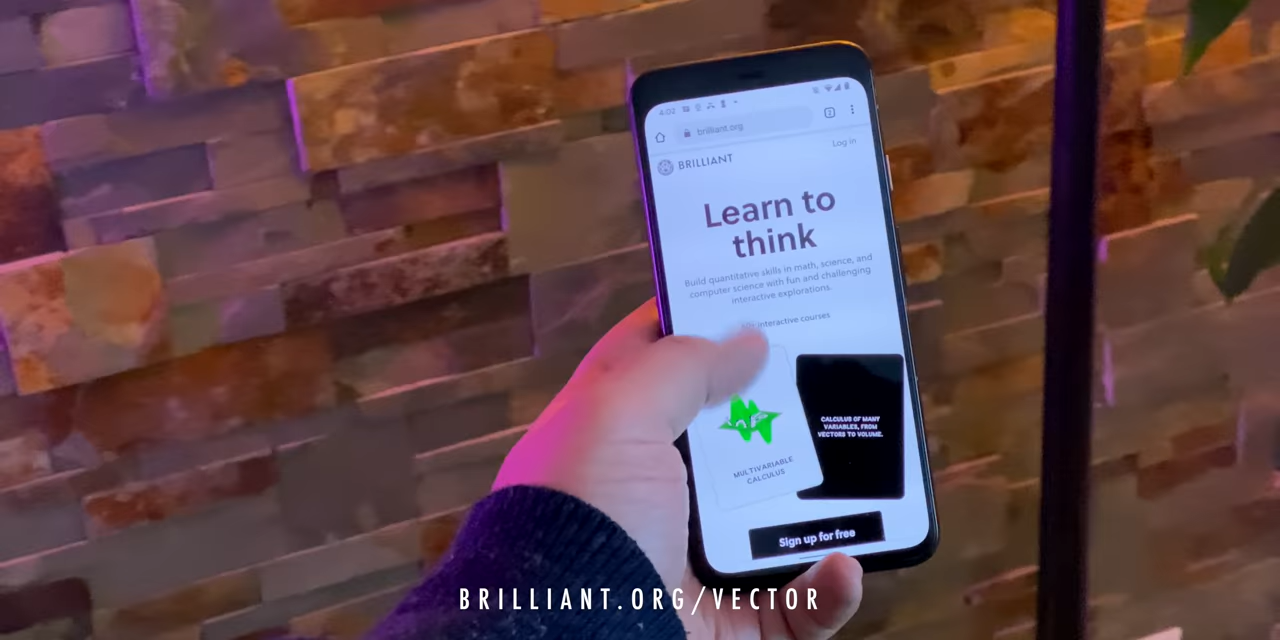 4:02
brilliant.org
Log in
BRILLIANT
Learn to
think
Build quantitative skills in math, science, and
computer science with fun and challenging
interactive explorations.
interactive courses
MULTIVARIABLE
CALCULUS
CALCULUS OF MANY
VARIABLES, FROM
VECTORS TO VOLUME.
Sign up for free
BRILLIANT.ORG/VECTOR